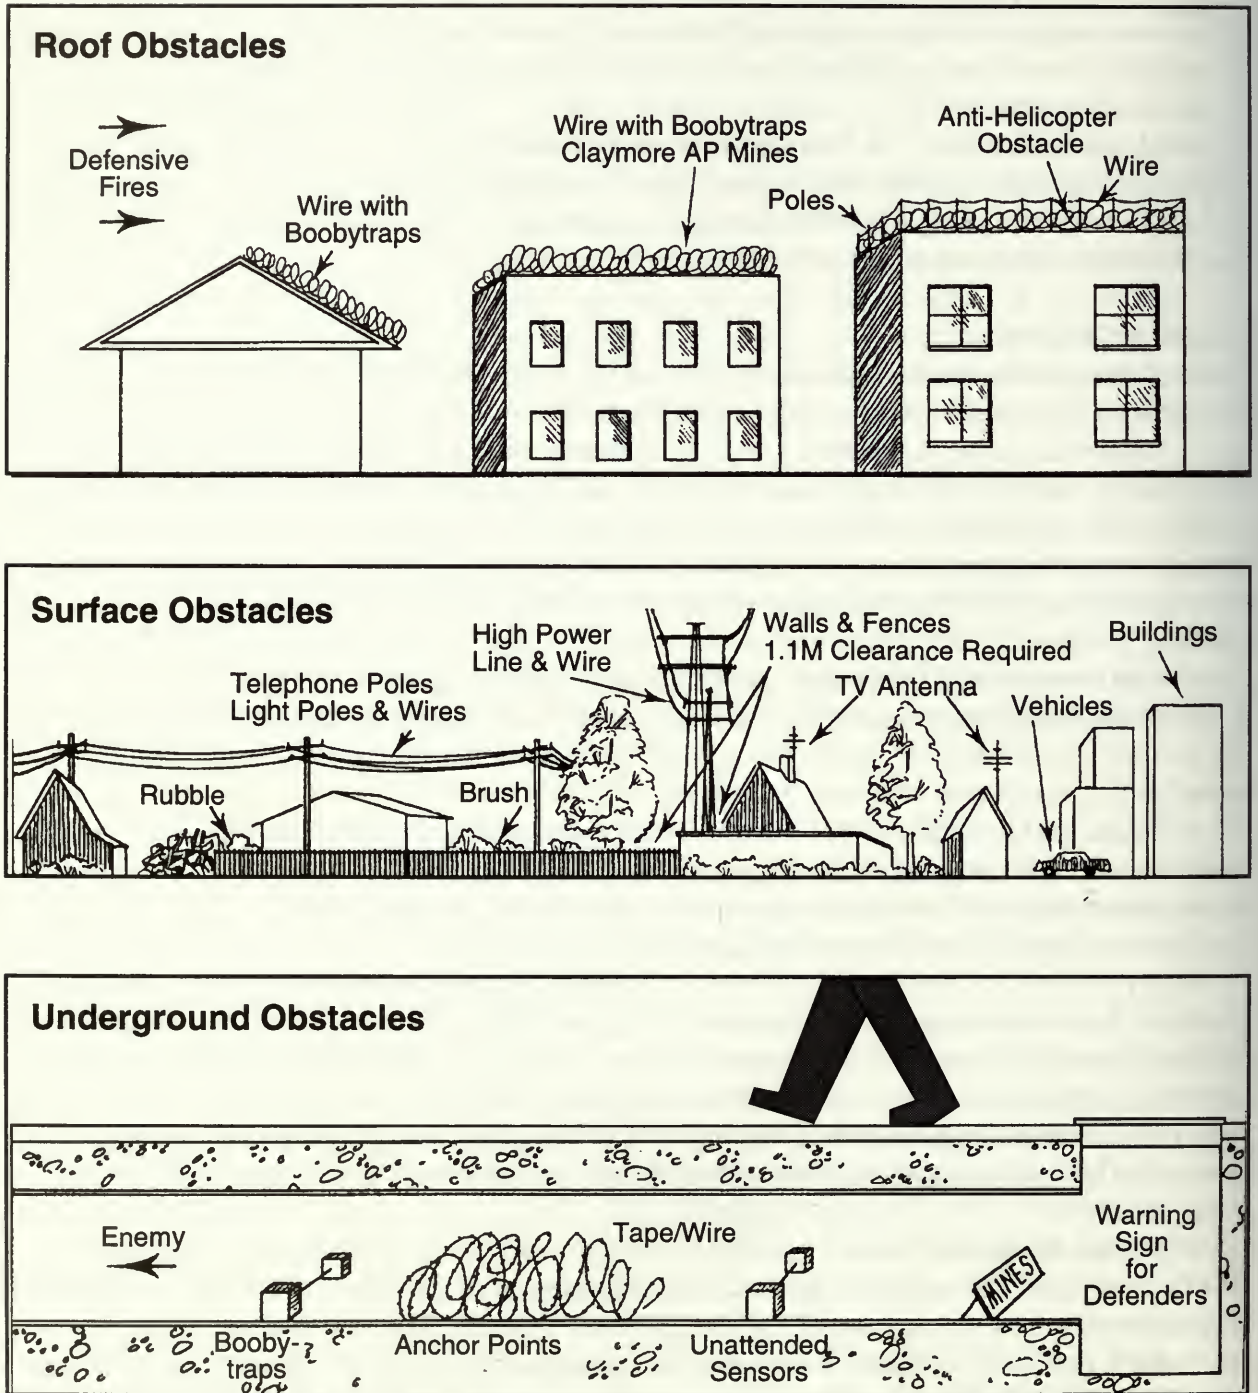 Roof Obstacles
Defensive
Fires
Wire with
Boobytraps
Wire with Boobytraps
Claymore AP Mines
Poles
Anti-Helicopter
Obstacle
Wire
Surface Obstacles
Telephone Poles
Light Poles & Wires
High Power
Line & Wire
Walls & Fences
1.1M Clearance Required
TV Antenna
Vehicles
Buildings
Rubble
Brush
Underground Obstacles
Enemy
Tape/Wire
MINES
Warning
Sign
for
Defenders
Booby-
traps
Anchor Points
Unattended
Sensors